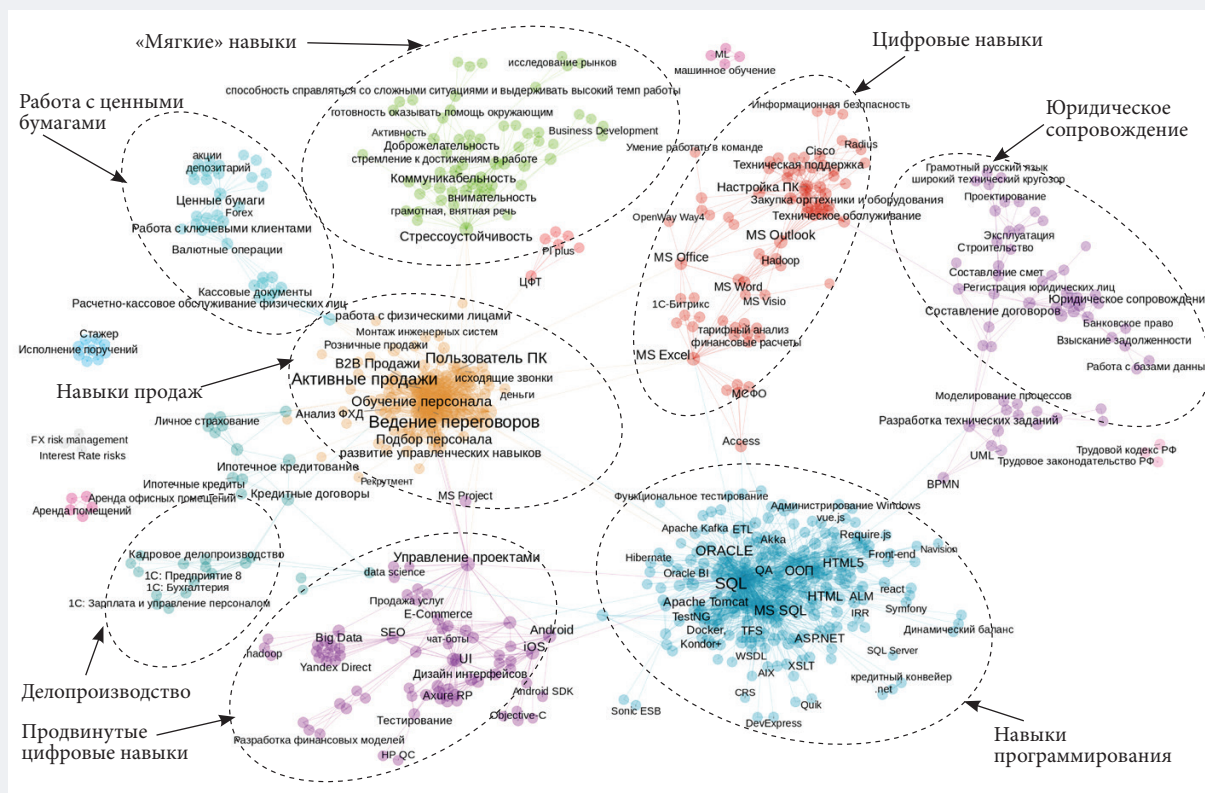 «Мягкие» навыки
Цифровые навыки
Работа с ценными
бумагами
Юридическое
сопровождение
ML
машинное обучение
исследование рынков
способность справляться со сложными ситуациями и выдерживать высокий темп работы
готовность оказывать помощь окружающим
Активность
Business Development
Доброжелательность
стремление к достижениям в работе
Коммуникабельность
внимательность
грамотная, внятная речь
Стрессоустойчивость
акции
депозитарий
Ценные бумаги
Forex
Работа с ключевыми клиентами
Валютные операции
Кассовые документы
Расчетно-кассовое обслуживание физических лиц
PI plus
ЦФТ
Информационная безопасность
Умение работать в команде
Cisco
Radius
Техническая поддержка
Настройка ПК
Закупка оргтехники и оборудования
OpenWay Way4
Техническое обслуживание
MS Outlook
MS Office
Hadoop
MS Word
1С-Битрикс
MS Visio
тарифный анализ
финансовые расчеты
MS Excel
МСФО
Access
Грамотный русский язык
широкий технический кругозор
Проектирование
Эксплуатация
Строительство
Составление смет
Регистрация юридических лиц
Юридическое сопровождени
Составление договоров
Банковское право
Взыскание задолженности
Работа с базами данны
Моделирование процессов
Разработка технических заданий
UML
BPMN
Трудовой кодекс РФ
Трудовое законодательство РФ
Стажер
Исполнение поручений
Навыки продаж
работа с физическими лицами
Монтаж инженерных систем
Розничные продажи
B2B Продажи
Пользователь ПК
Активные продажи
исходящие звонки
деньги
Обучение персонала
Анализ ФХД
Ведение переговоров
Подбор персонала
развитие управленческих навыков
Рекрутмент
MS Project
Личное страхование
FX risk management
Interest Rate risks
Ипотечное кредитование
Ипотечные кредиты
Кредитные договоры
Аренда офисных помещений
Аренда помещений
Кадровое делопроизводство
1С: Предприятие 8
1С: Бухгалтерия
1С: Зарплата и управление персоналом
Делопроизводство
Продвинутые
цифровые навыки
Управление проектами
data science
Продажа услуг
E-Commerce
SEO
чат-боты
Android
iOS
Big Data
hadoop
Yandex Direct
UI
Дизайн интерфейсов
Axure RP
Android SDK
Objective-C
Тестирование
Разработка финансовых моделей
HP QC
Функциональное тестирование
Администрирование Windows
vue.js
Apache Kafka
ETL
Akka
Require.js
Hibernate
ORACLE
Front-end
Navision
Oracle BI
QA
ООП
HTML5
SQL
react
Apache Tomcat
MS SQL
HTML
ALM
TestNG
IRR
Symfony
Docker,
TFS
Kondor+
ASP.NET
Динамический баланс
WSDL
SQL Server
AIX
XSLT
кредитный конвейер
.net
CRS
Quik
Sonic ESB
DevExpress
Навыки
программирования